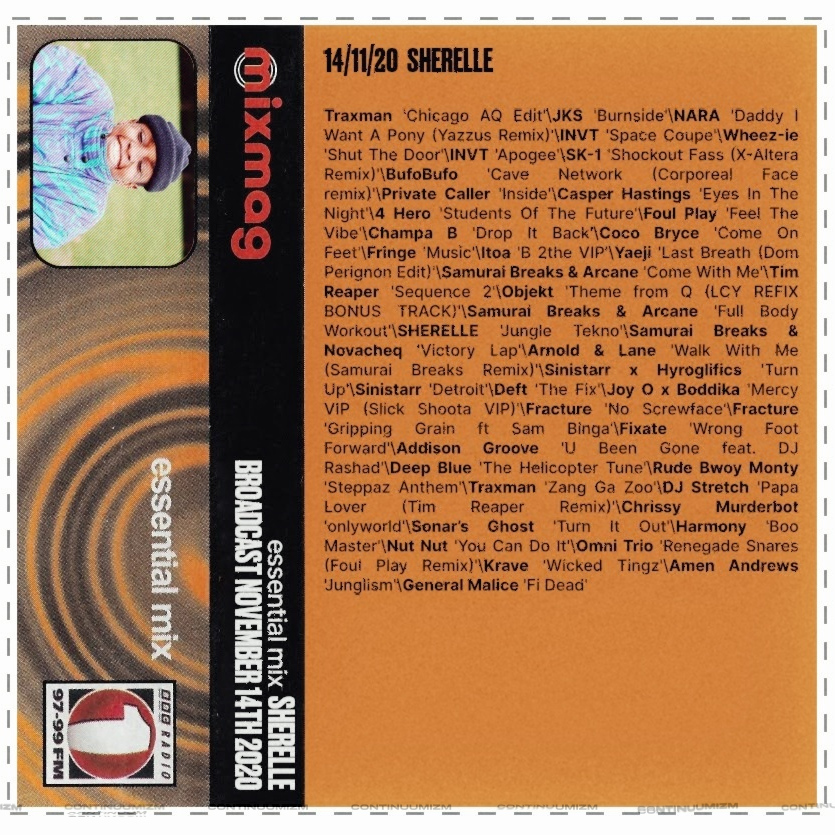 14/11/20 SHERELLE
Traxman 'Chicago AQ Edit'\JKS 'Burnside'\NARA 'Daddy I
Want A Pony (Yazzus Remix)'\INVT 'Space Coupe'\Wheez-ie
'Shut The Door'\INVT 'Apogee'\SK-1 'Shockout Fass (X-Altera
Remix)'\BufoBufo 'Cave Network (Corporeal Face
remix)'\Private Caller 'Inside'\Casper Hastings 'Eyes In The
Night'\4 Hero 'Students Of The Future'\Foul Play 'Feel The
Vibe'\Champa B 'Drop It Back'\Coco Bryce 'Come On
Feet'\Fringe 'Music'\Itoa 'B 2the VIP'\Yaeji 'Last Breath (Dom
Perignon Edit)'\Samurai Breaks & Arcane 'Come With Me'\Tim
Reaper 'Sequence 2'\Objekt 'Theme from Q (LCY REFIX
BONUS TRACK)'\Samurai Breaks & Arcane 'Full Body
Workout'\SHERELLE 'Jungle Tekno'\Samurai Breaks &
Novacheq 'Victory Lap'\Arnold & Lane 'Walk With Me
(Samurai Breaks Remix)'\Sinistarr x Hyroglifics 'Turn
Up'\Sinistarr 'Detroit'\Deft 'The Fix'\Joy O x Boddika 'Mercy
VIP (Slick Shoota VIP)'\Fracture 'No Screwface'\Fracture
'Gripping Grain ft Sam Binga'\Fixate 'Wrong Foot
Forward'\Addison Groove 'U Been Gone feat. DJ
Rashad'\Deep Blue 'The Helicopter Tune'\Rude Bwoy Monty
'Steppaz Anthem'\Traxman 'Zang Ga Zoo'\DJ Stretch 'Papa
Lover (Tim Reaper Remix)'\Chrissy Murderbot
'onlyworld'\Sonar's Ghost 'Turn It Out'\Harmony 'Boo
Master'\Nut Nut 'You Can Do It'\Omni Trio 'Renegade Snares
(Foul Play Remix)'\Krave 'Wicked Tingz'\Amen Andrews
'Junglism'\General Malice 'Fi Dead'
mixmag
essential mix SHERELLE
BROADCAST NOVEMBER 14TH 2020
essential mix
BBC RADIO
1
97-99 FM
CONTINUUMIZM CONTINUUMIZM CONTINUUMIZM CONTINUUMIZM CONTINUUMIZM